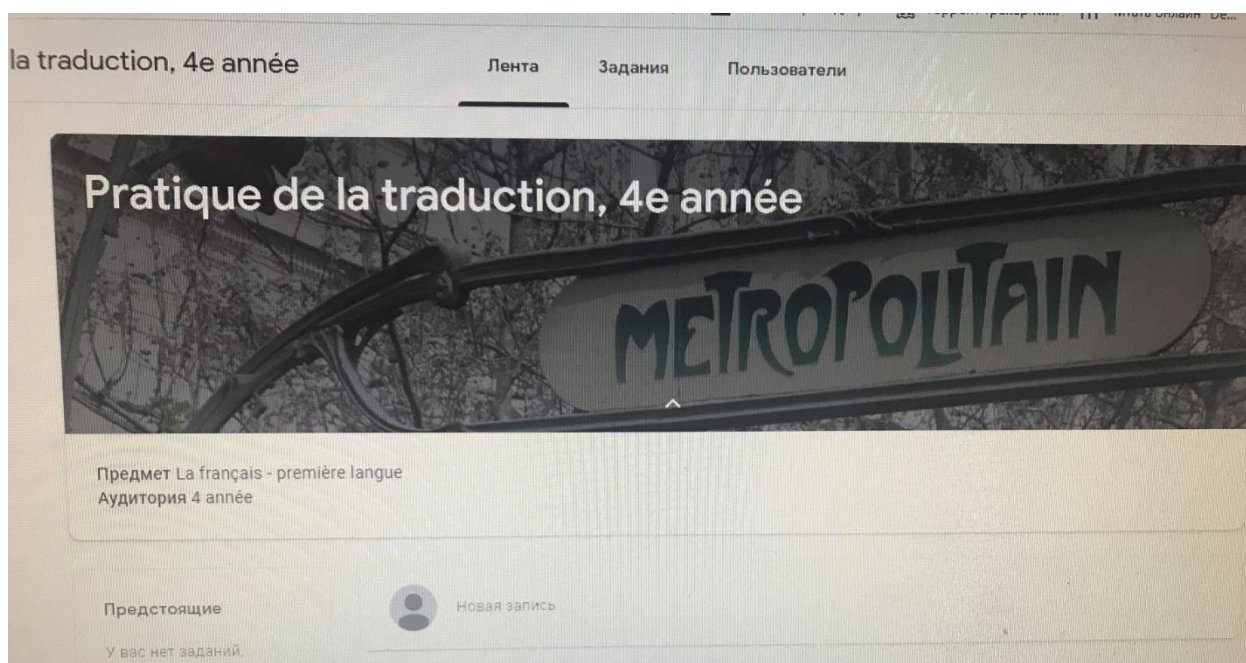 la traduction, 4e année
Лента Задания Пользователи
Pratique de la traduction, 4e année
METROPOLITAIN
Предмет La français - première langue
Аудитория 4 année
Предстоящие
Новая запись
У вас нет заданий,